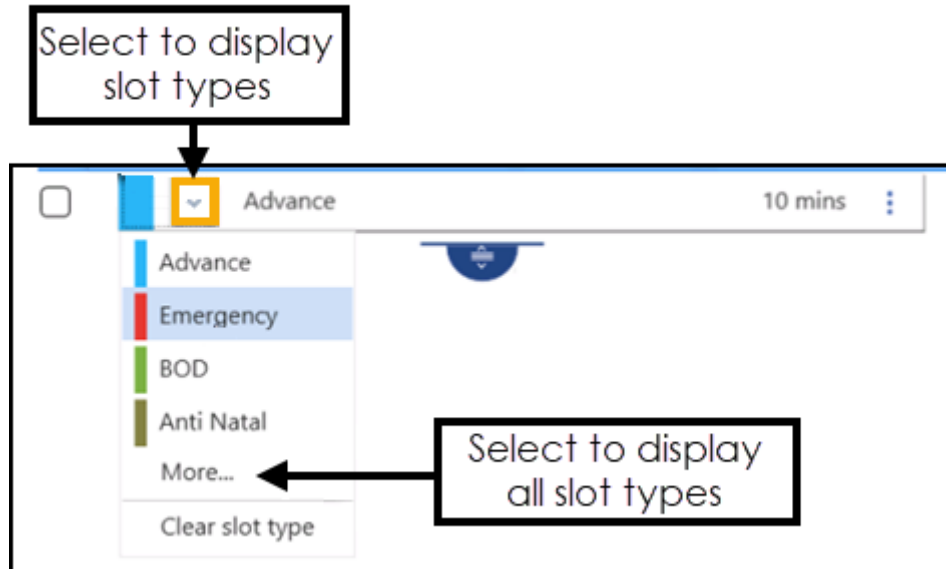 Select to display
slot types
Advance
10 mins
Advance
Emergency
BOD
Anti Natal
More...
Select to display
all slot types
Clear slot type